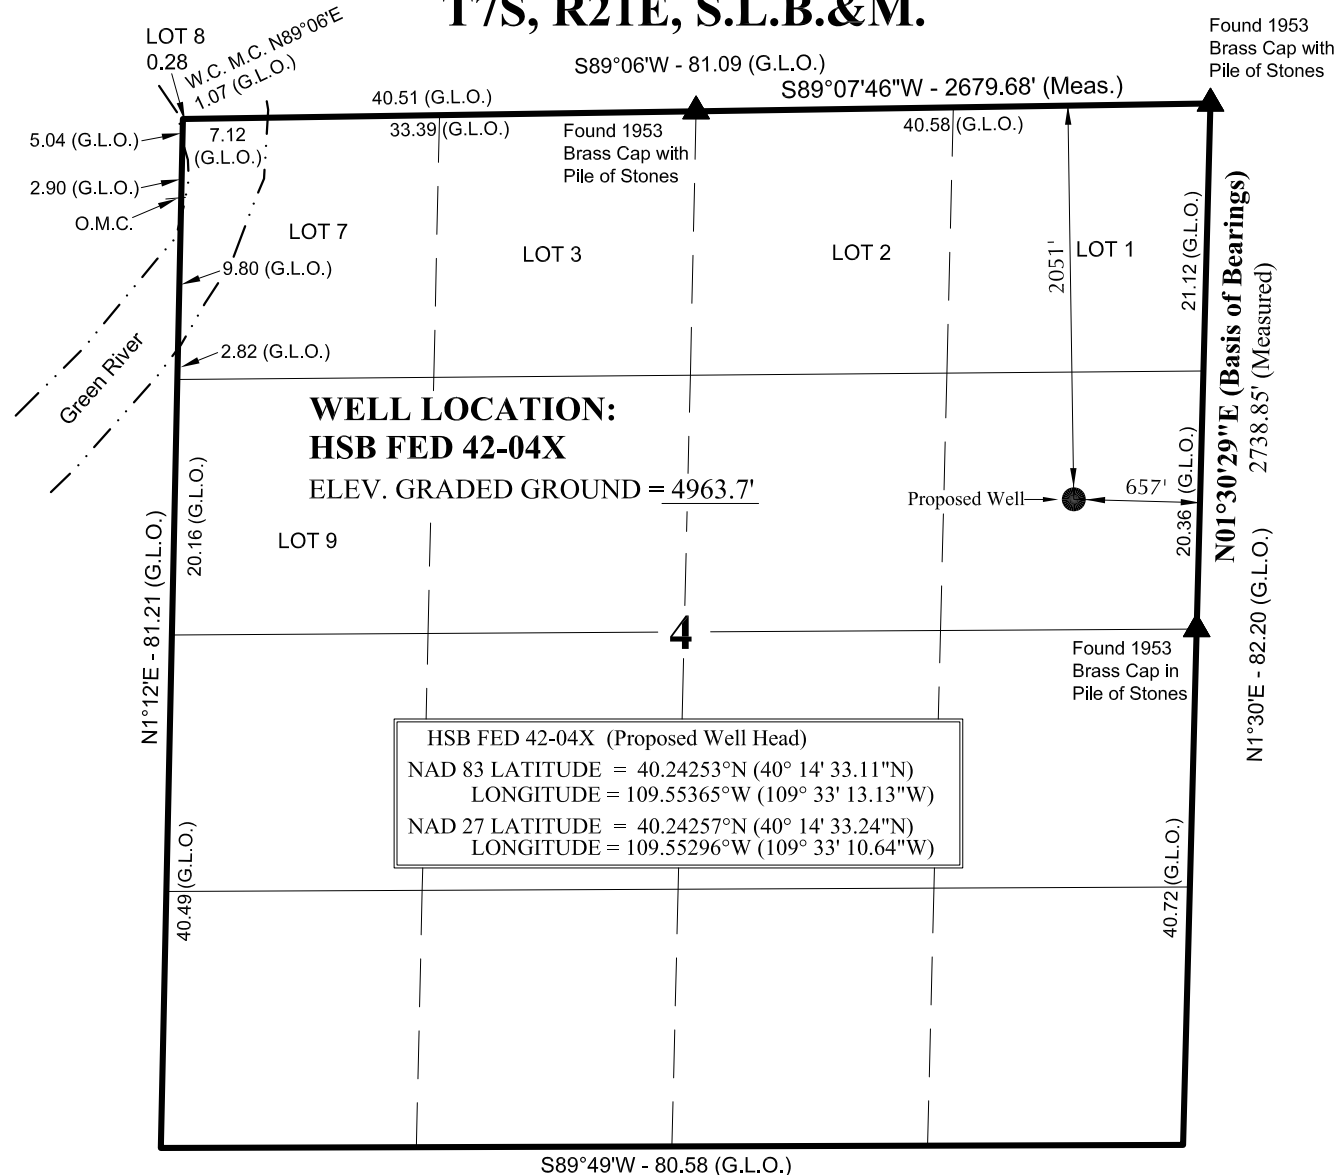 T7S, R21E, S.L.B.&M.
LOT 8
0.28
W.C. M.C. N89°06'E
1.07 (G.L.O.)
S89°06'W - 81.09 (G.L.O.)
S89°07'46"W - 2679.68' (Meas.)
Found 1953
Brass Cap with
Pile of Stones
40.51 (G.L.O.)
5.04 (G.L.O.)
7.12
(G.L.O.)
33.39 (G.L.O.)
Found 1953
Brass Cap with
Pile of Stones
40.58 (G.L.O.)
2.90 (G.L.O.)
O.M.C.
LOT 7
LOT 3
LOT 2
LOT 1
2051'
21.12 (G.L.O.)
9.80 (G.L.O.)
2.82 (G.L.O.)
Green River
N01°30'29"E (Basis of Bearings)
2738.85' (Measured)
WELL LOCATION:
HSB FED 42-04X
ELEV. GRADED GROUND = 4963.7'
Proposed Well
657'
20.36 (G.L.O.)
20.16 (G.L.O.)
LOT 9
N1°12'E - 81.21 (G.L.O.)
N1°30'E - 82.20 (G.L.O.)
4
Found 1953
Brass Cap in
Pile of Stones
HSB FED 42-04X (Proposed Well Head)
NAD 83 LATITUDE = 40.24253°N (40° 14' 33.11"N)
LONGITUDE = 109.55365°W (109° 33' 13.13"W)
NAD 27 LATITUDE = 40.24257°N (40° 14' 33.24"N)
LONGITUDE = 109.55296°W (109° 33' 10.64"W)
40.49 (G.L.O.)
40.72 (G.L.O.)
S89°49'W - 80.58 (G.L.O.)